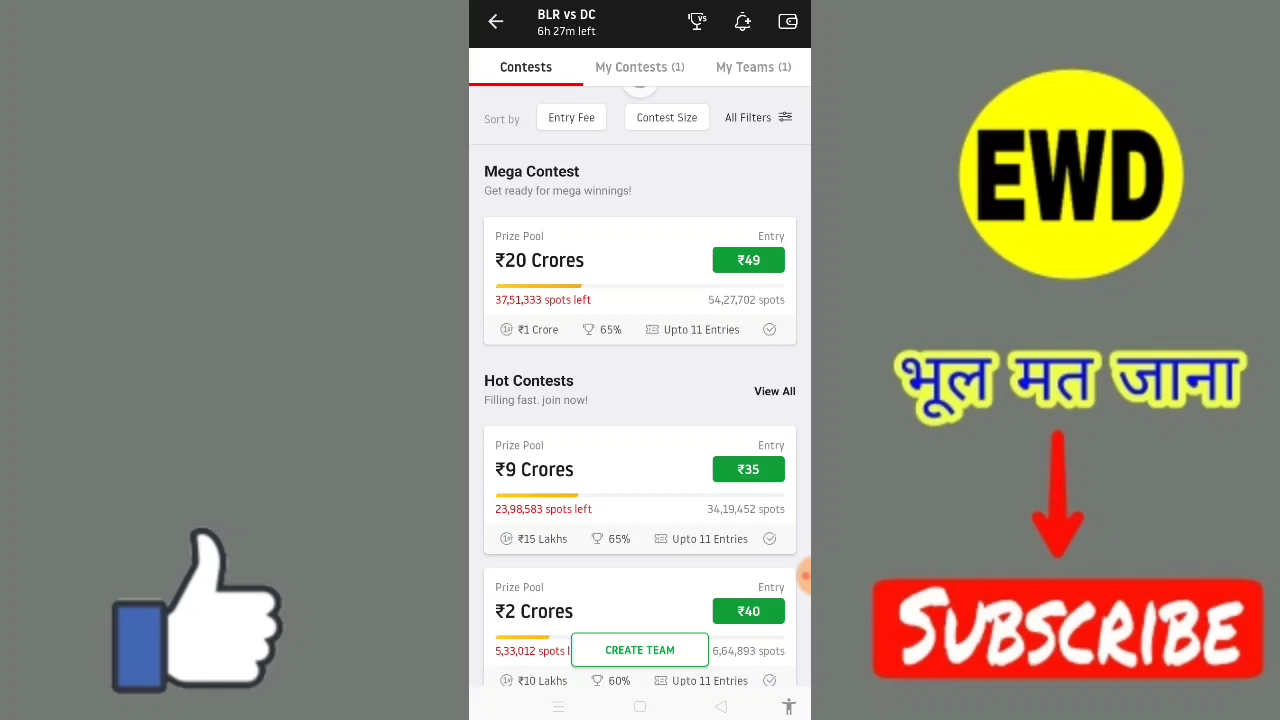 BLR vs DC
6h 27m left
VS
Contests
My Contests (1)
My Teams (1)
Sort by
Entry Fee
Contest Size
All Filters
Mega Contest
Get ready for mega winnings!
Prize Pool
Entry
₹20 Crores
₹49
37,51,333 spots left
54,27,702 spots
₹1 Crore
65%
Upto 11 Entries
Hot Contests
View All
Filling fast. join now!
Prize Pool
Entry
₹9 Crores
₹35
23,98,583 spots left
34,19,452 spots
₹15 Lakhs
65%
Upto 11 Entries
Prize Pool
Entry
₹2 Crores
₹40
5,33,012 spots l
CREATE TEAM
6,64,893 spots
₹10 Lakhs
60%
Upto 11 Entries
EWD
भूल मत जाना
SUBSCRIBE